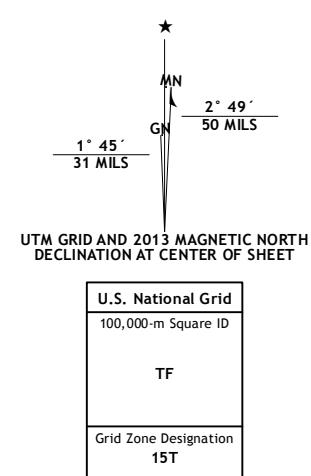 MN
2° 49´
50 MILS
GN
1° 45´
31 MILS
UTM GRID AND 2013 MAGNETIC NORTH
DECLINATION AT CENTER OF SHEET
U.S. National Grid
100,000-m Square ID
TF
Grid Zone Designation
15T